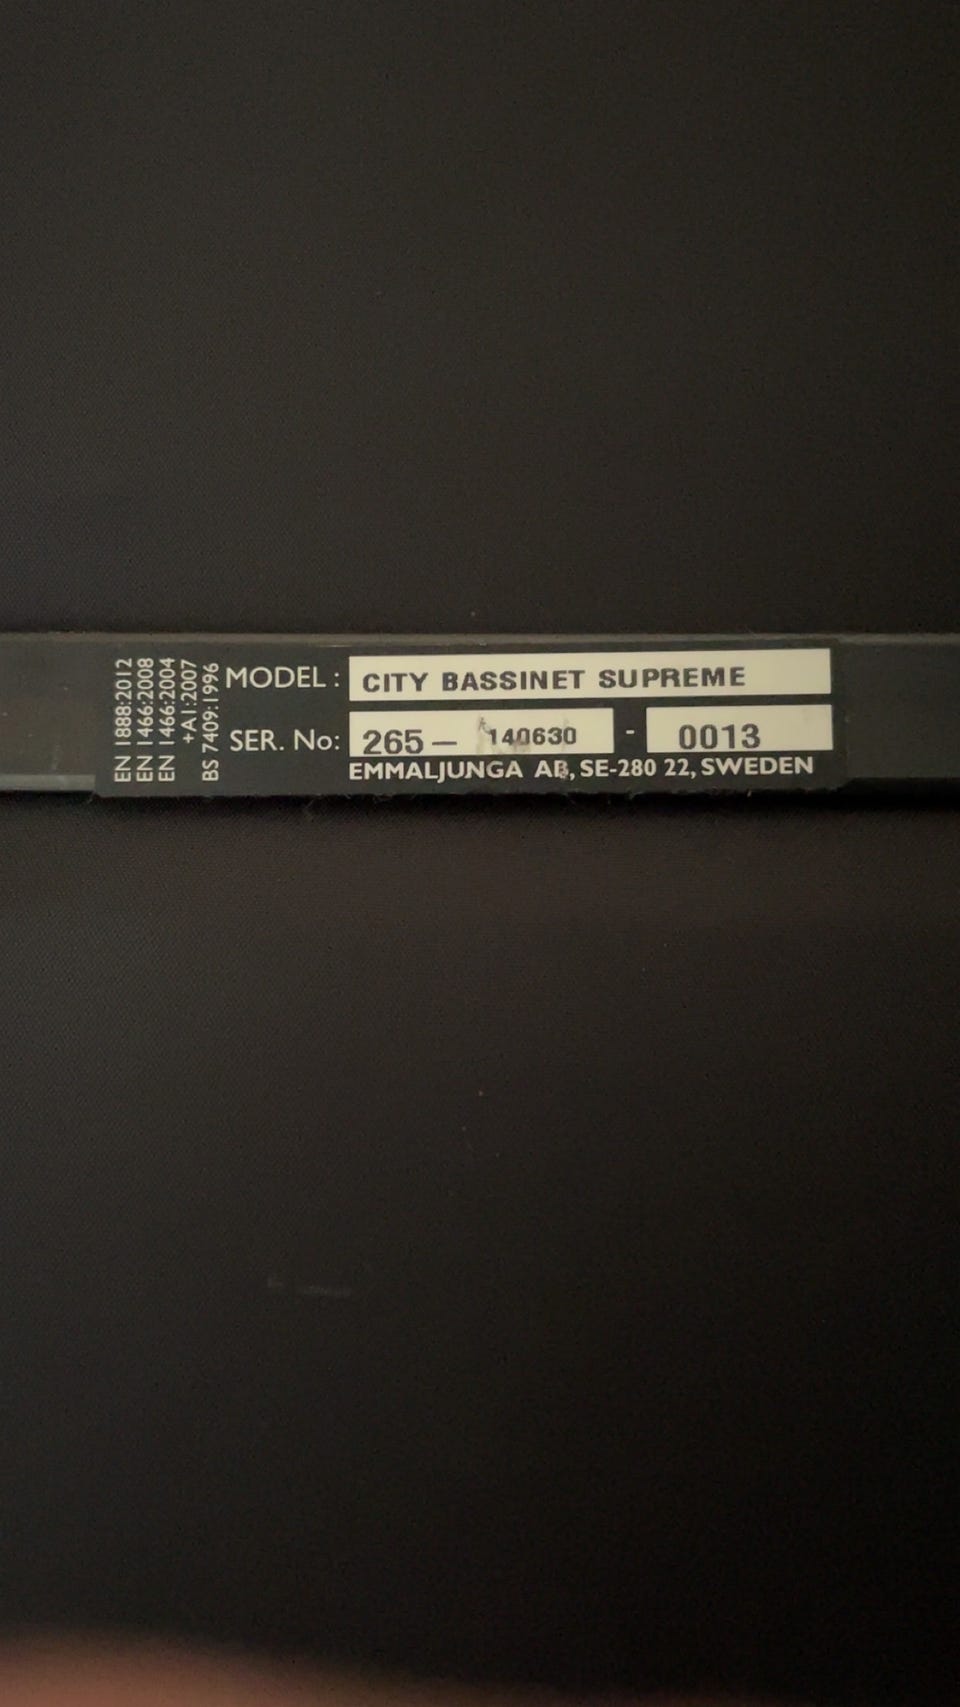 EN 1888:2012
EN 1466:2008
EN 1466:2004
+A1:2007
BS 7409:1996
MODEL : CITY BASSINET SUPREME
SER. No: 265 – 140630 - 0013
EMMALJUNGA AB, SE-280 22, SWEDEN